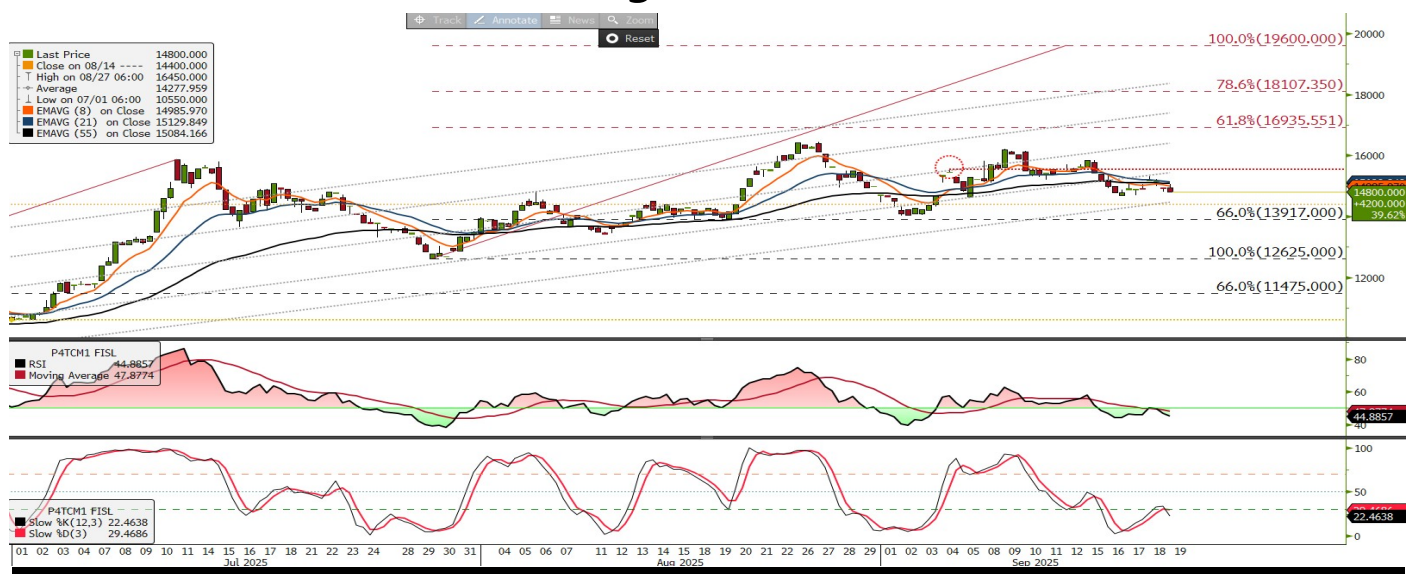 Track Annotate News Zoom
Reset
Last Price 14800.000
Close on 08/14 ---- 14400.000
High on 08/27 06:00 16450.000
Average 14277.959
Low on 07/01 06:00 10550.000
EMAVG (8) on Close 14985.970
EMAVG (21) on Close 15129.849
EMAVG (55) on Close 15084.166
100.0%(19600.000)
78.6%(18107.350)
61.8%(16935.551)
66.0%(13917.000)
100.0%(12625.000)
66.0%(11475.000)
20000
18000
16000
14800.000
+4200.000
39.62%
14000
12000
P4TCM1 FISL
RSI 44.8857
Moving Average 47.8774
80
60
44.8857
40
P4TCM1 FISL
Slow %K(12,3) 22.4638
Slow %D(3) 29.4686
100
50
29.4686
22.4638
0
01 02 03 04 07 08 09 10 11 14 15 16 17 18 21 22 23 24 28 29 30 31 04 05 06 07 11 12 13 14 15 18 19 20 21 22 25 26 27 28 29 01 02 03 04 05 08 09 10 11 12 15 16 17 18 19
Jul 2025 Aug 2025 Sep 2025